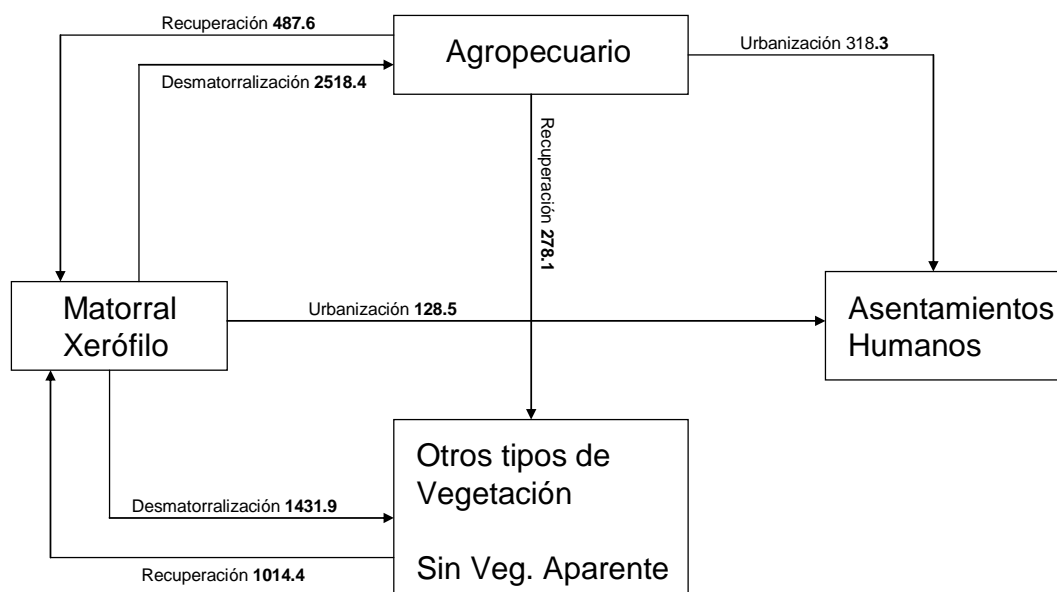 Recuperación 487.6
Agropecuario
Urbanización 318.3
Desmatorralización 2518.4
Recuperación 278.1
Matorral
Xerófilo
Urbanización 128.5
Asentamientos
Humanos
Otros tipos de
Vegetación
Desmatorralización 1431.9
Sin Veg. Aparente
Recuperación 1014.4